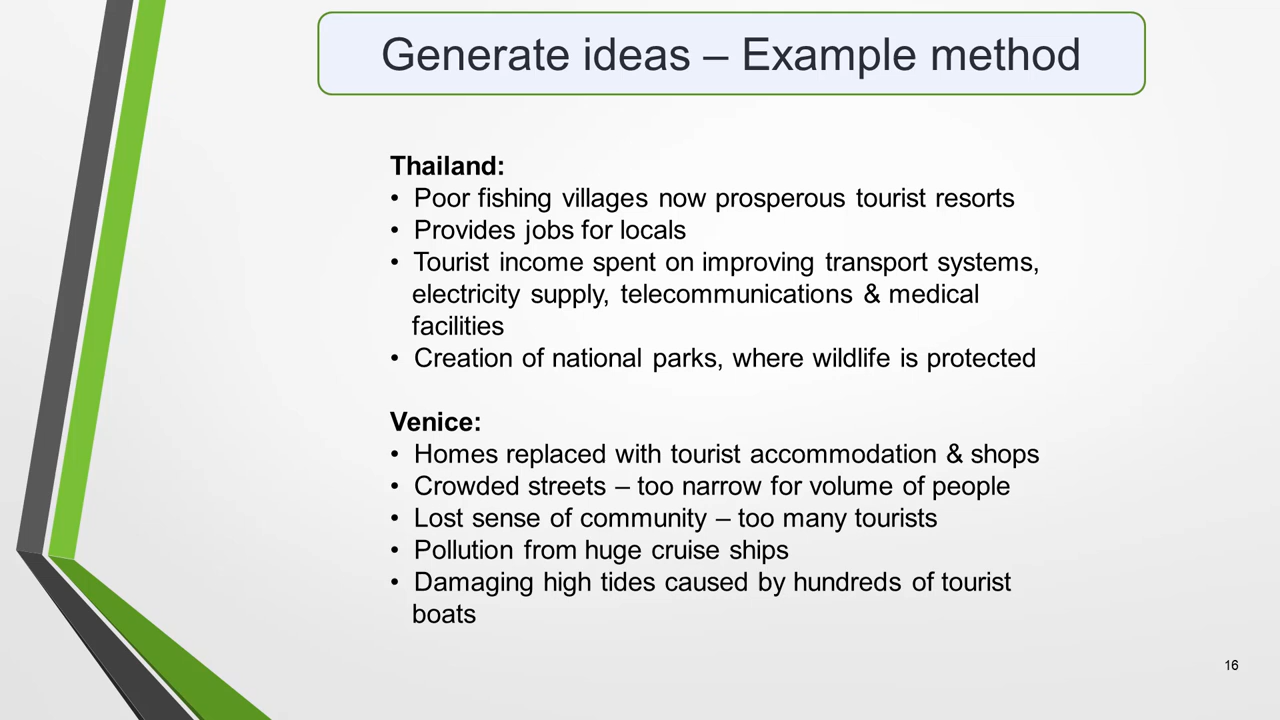 Generate ideas – Example method
Thailand:
• Poor fishing villages now prosperous tourist resorts
• Provides jobs for locals
• Tourist income spent on improving transport systems,
electricity supply, telecommunications & medical
facilities
• Creation of national parks, where wildlife is protected
Venice:
• Homes replaced with tourist accommodation & shops
• Crowded streets – too narrow for volume of people
• Lost sense of community – too many tourists
• Pollution from huge cruise ships
• Damaging high tides caused by hundreds of tourist
boats
16